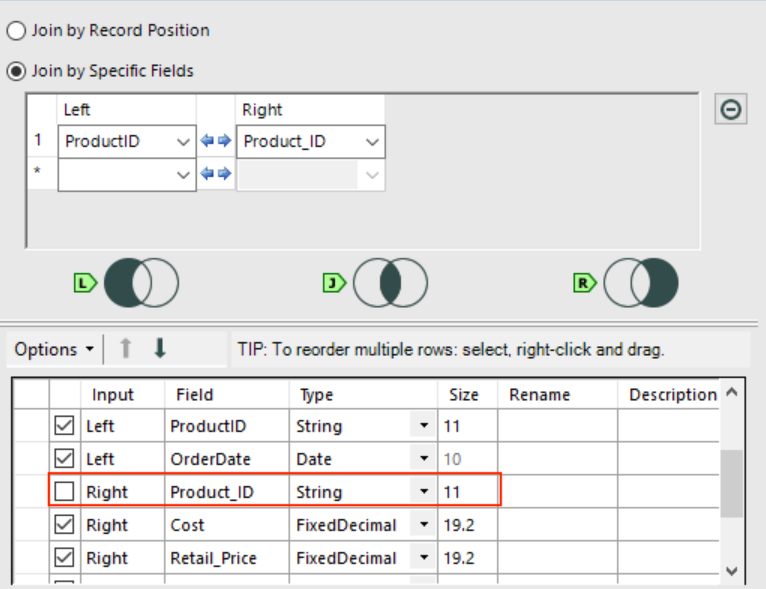 Join by Record Position
Join by Specific Fields
Left Right
1 ProductID Product_ID
*
L J R
Options TIP: To reorder multiple rows: select, right-click and drag.
Input Field Type Size Rename Description
Left ProductID String 11
Left OrderDate Date 10
Right Product_ID String 11
Right Cost FixedDecimal 19.2
Right Retail_Price FixedDecimal 19.2